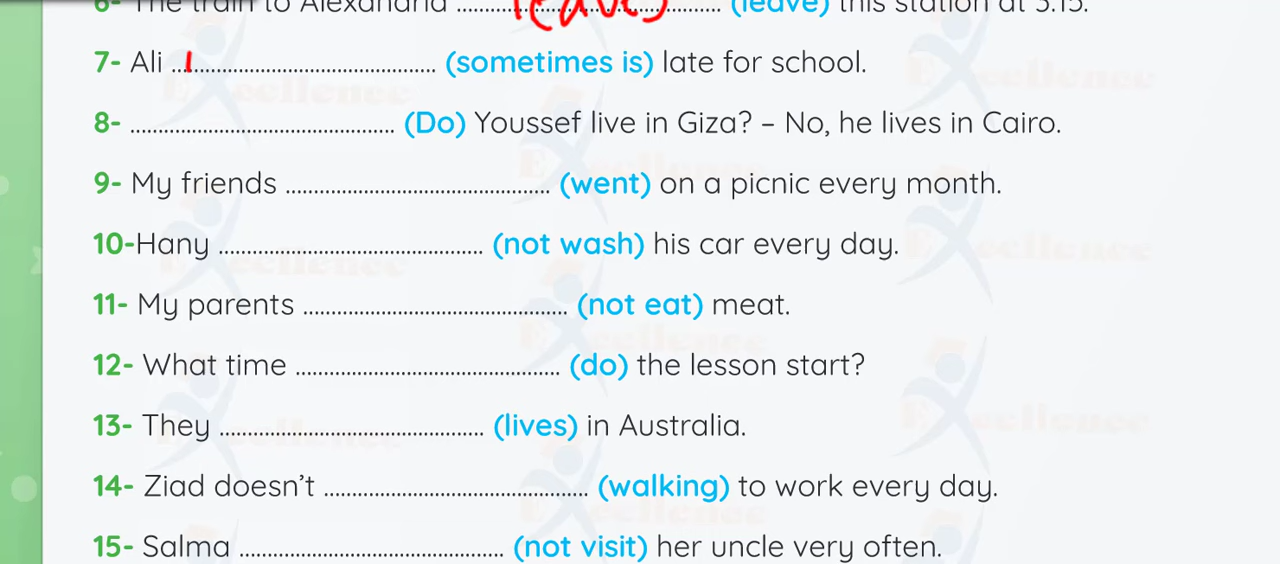 6- The train to Alexandria .......leaves....... (leave) this station at 3.15.
7- Ali ............................................... (sometimes is) late for school.
8- ............................................... (Do) Youssef live in Giza? – No, he lives in Cairo.
9- My friends ............................................... (went) on a picnic every month.
10-Hany ............................................... (not wash) his car every day.
11- My parents ............................................... (not eat) meat.
12- What time ............................................... (do) the lesson start?
13- They ............................................... (lives) in Australia.
14- Ziad doesn’t ............................................... (walking) to work every day.
15- Salma ............................................... (not visit) her uncle very often.